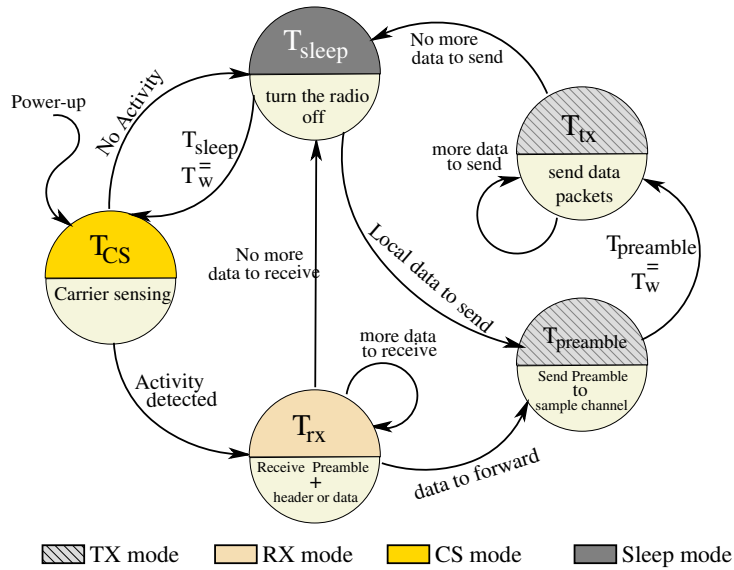 T_sleep
turn the radio
off
No more
data to send
T_tx
send data
packets
more data
to send
Power-up
No Activity
T_sleep
=
T_w
T_CS
Carrier sensing
No more
data to receive
Local data to send
T_preamble
=
T_w
T_preamble
Send Preamble
to
sample channel
more data
to receive
Activity
detected
T_rx
Receive Preamble
+
header or data
data to forward
TX mode
RX mode
CS mode
Sleep mode